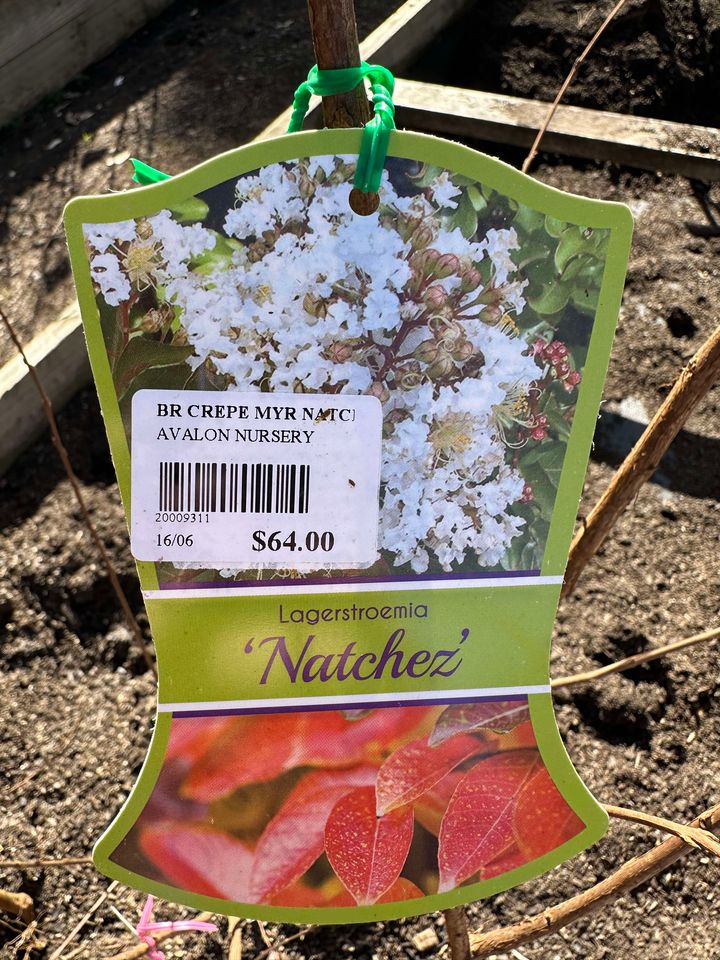 BR CREPE MYR NATC
AVALON NURSERY
20009311
16/06 $64.00
Lagerstroemia
‘Natchez’